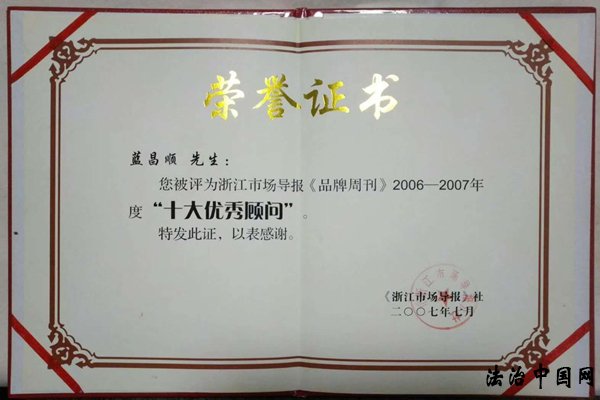 荣誉证书
蓝昌顺 先生：
您被评为浙江市场导报《品牌周刊》2006—2007年
度“十大优秀顾问”。
特发此证，以表感谢。
《浙江市场导报》社
二〇〇七年七月
法治中国网